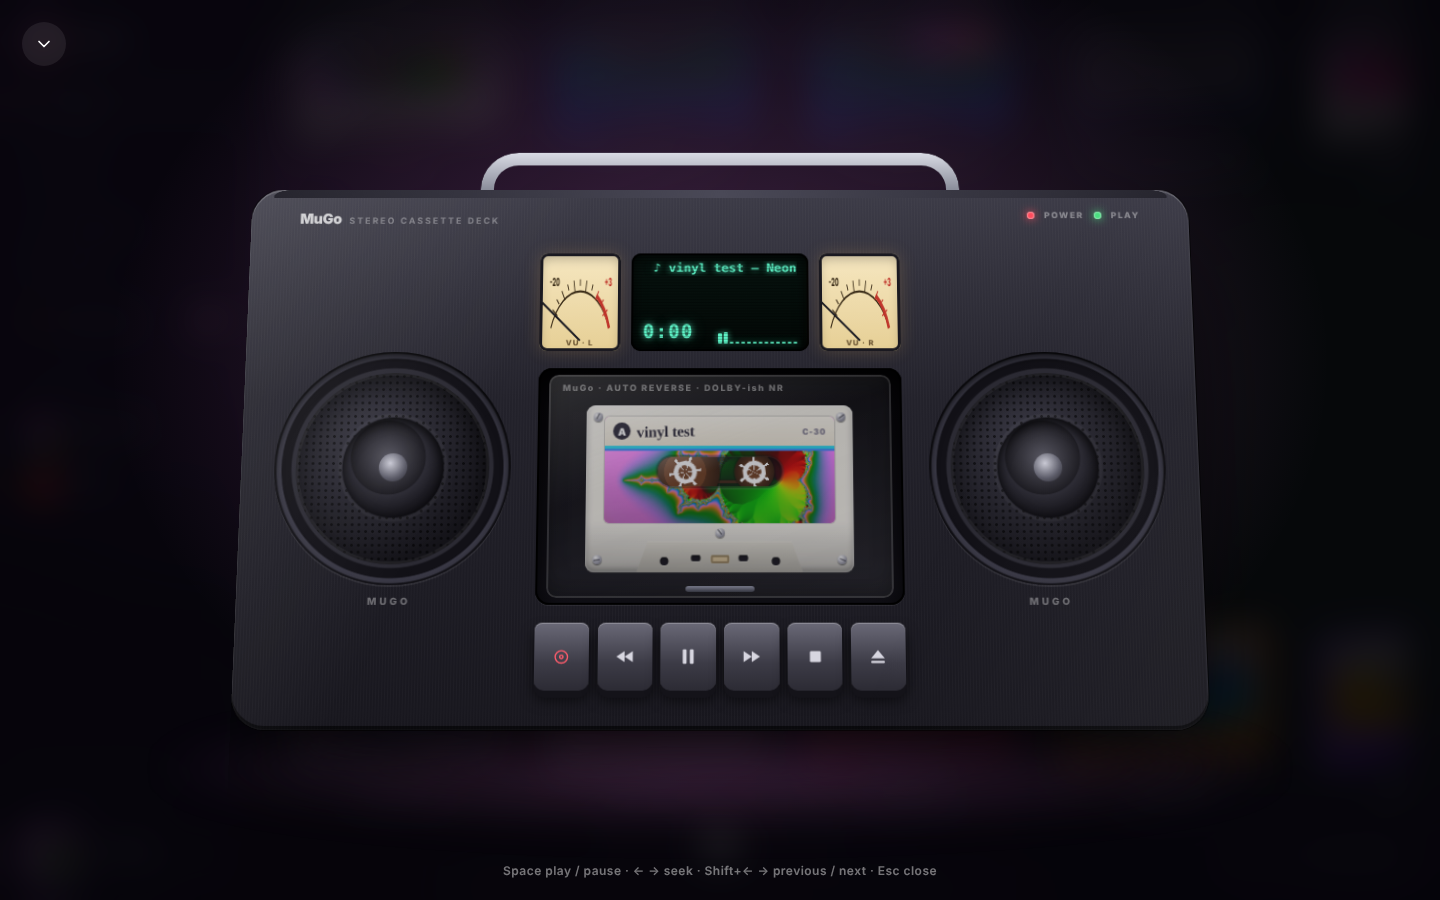 MuGo STEREO CASSETTE DECK
POWER PLAY
-20 +3
VU · L
♪ vinyl test — Neon
0:00
-20 +3
VU · R
MuGo · AUTO REVERSE · DOLBY-ish NR
A vinyl test C-30
MUGO
MUGO
Space play / pause · ← → seek · Shift+← → previous / next · Esc close